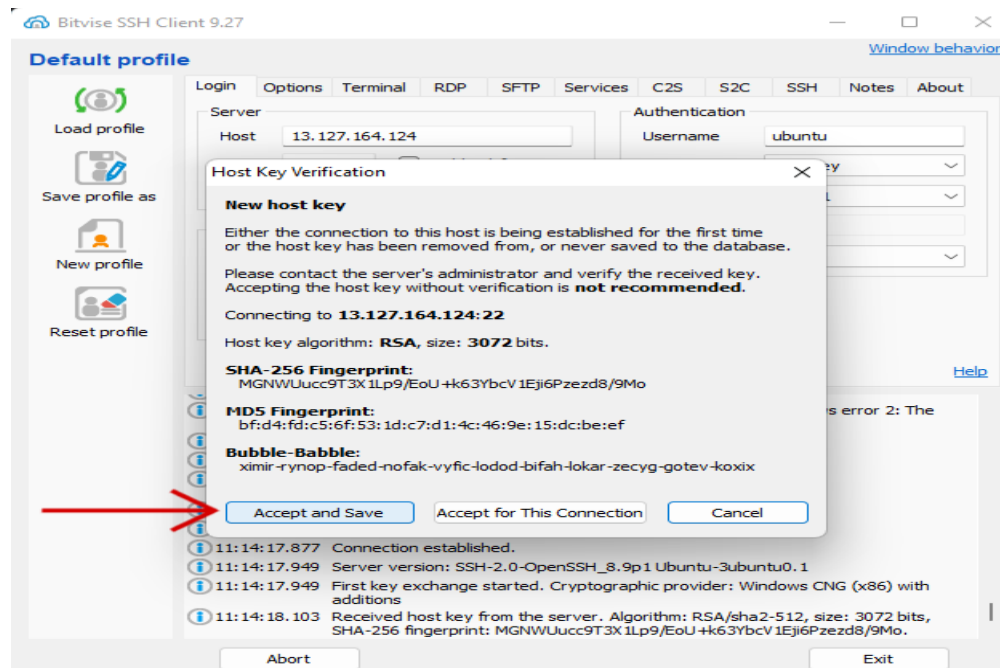 Bitvise SSH Client 9.27
Window behavior
Default profile
Load profile
Save profile as
New profile
Reset profile
Login Options Terminal RDP SFTP Services C2S S2C SSH Notes About
Server
Host 13.127.164.124
Authentication
Username ubuntu
Host Key Verification
New host key
Either the connection to this host is being established for the first time
or the host key has been removed from, or never saved to the database.
Please contact the server's administrator and verify the received key.
Accepting the host key without verification is not recommended.
Connecting to 13.127.164.124:22
Host key algorithm: RSA, size: 3072 bits.
SHA-256 Fingerprint:
MGNWUucc9T3X1Lp9/EoU+k63YbcV1Eji6Pzezd8/9Mo
MD5 Fingerprint:
bf:d4:fd:c5:6f:53:1d:c7:d1:4c:46:9e:15:dc:be:ef
Bubble-Babble:
ximir-rynop-faded-nofak-vyfic-lodod-bifah-lokar-zecyg-gotev-koxix
Accept and Save Accept for This Connection Cancel
Help
error 2: The
11:14:17.877 Connection established.
11:14:17.949 Server version: SSH-2.0-OpenSSH_8.9p1 Ubuntu-3ubuntu0.1
11:14:17.949 First key exchange started. Cryptographic provider: Windows CNG (x86) with
additions
11:14:18.103 Received host key from the server. Algorithm: RSA/sha2-512, size: 3072 bits,
SHA-256 fingerprint: MGNWUucc9T3X1Lp9/EoU+k63YbcV1Eji6Pzezd8/9Mo.
Abort Exit